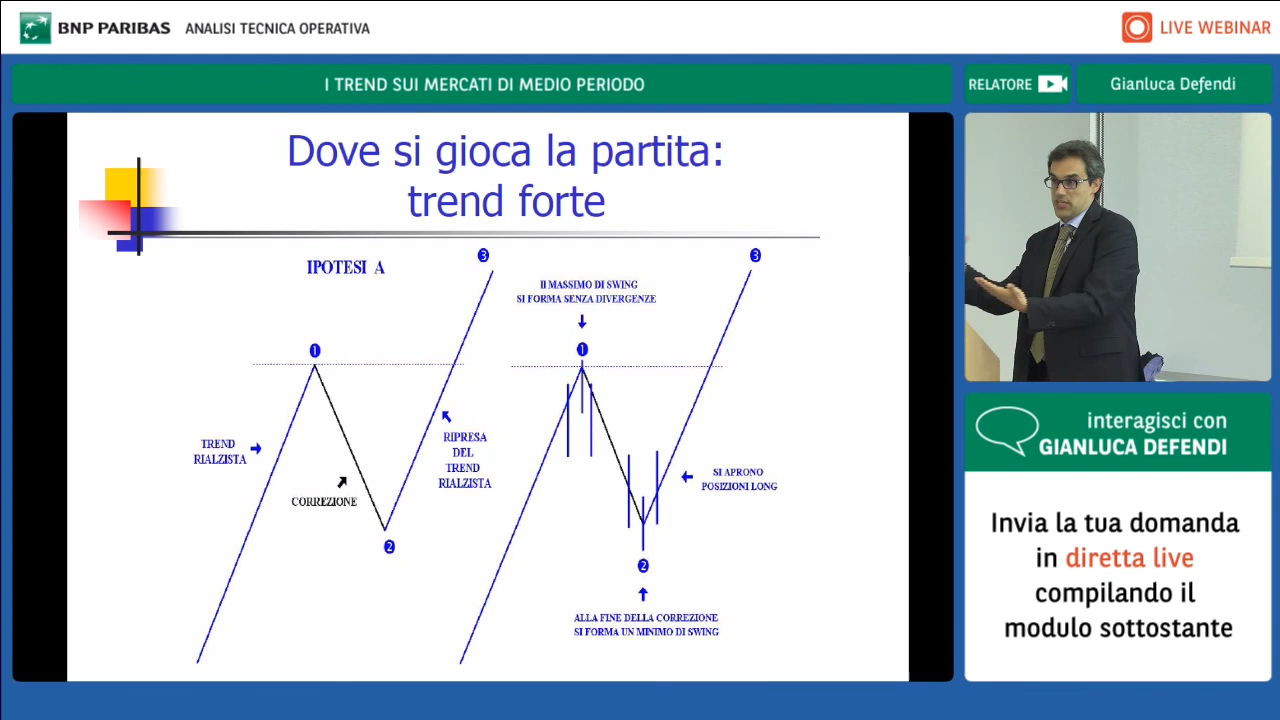 BNP PARIBAS ANALISI TECNICA OPERATIVA
LIVE WEBINAR
I TREND SUI MERCATI DI MEDIO PERIODO
RELATORE
Gianluca Defendi
Dove si gioca la partita:
trend forte
IPOTESI A
3
1
TREND
RIALZISTA
CORREZIONE
2
RIPRESA
DEL
TREND
RIALZISTA
Il MASSIMO DI SWING
SI FORMA SENZA DIVERGENZE
3
1
SI APRONO
POSIZIONI LONG
2
ALLA FINE DELLA CORREZIONE
SI FORMA UN MINIMO DI SWING
interagisci con
GIANLUCA DEFENDI
Invia la tua domanda
in diretta live
compilando il
modulo sottostante